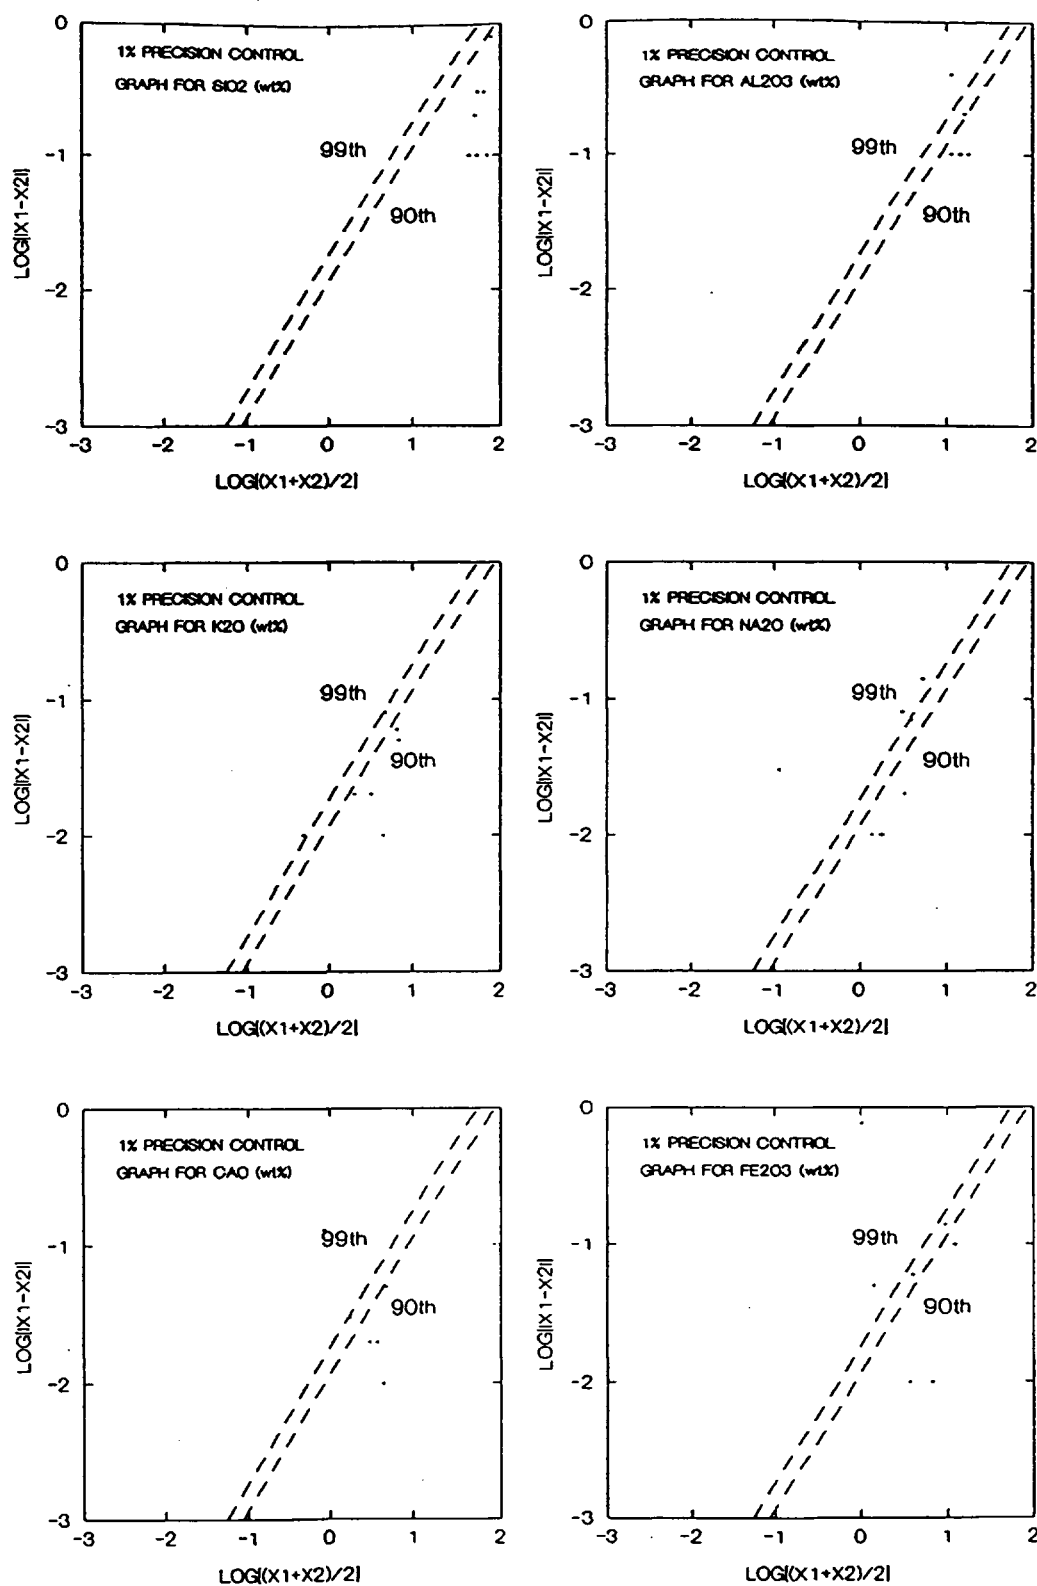 1% PRECISION CONTROL
GRAPH FOR SIO2 (wt%)
99th
90th
0
-1
-2
-3
-3 -2 -1 0 1 2
LOG[|X1-X2|]
LOG[(X1+X2)/2]
1% PRECISION CONTROL
GRAPH FOR AL2O3 (wt%)
99th
90th
0
-1
-2
-3
-3 -2 -1 0 1 2
LOG[|X1-X2|]
LOG[(X1+X2)/2]
1% PRECISION CONTROL
GRAPH FOR K2O (wt%)
99th
90th
0
-1
-2
-3
-3 -2 -1 0 1 2
LOG[|X1-X2|]
LOG[(X1+X2)/2]
1% PRECISION CONTROL
GRAPH FOR NA2O (wt%)
99th
90th
0
-1
-2
-3
-3 -2 -1 0 1 2
LOG[|X1-X2|]
LOG[(X1+X2)/2]
1% PRECISION CONTROL
GRAPH FOR CAO (wt%)
99th
90th
0
-1
-2
-3
-3 -2 -1 0 1 2
LOG[|X1-X2|]
LOG[(X1+X2)/2]
1% PRECISION CONTROL
GRAPH FOR FE2O3 (wt%)
99th
90th
0
-1
-2
-3
-3 -2 -1 0 1 2
LOG[|X1-X2|]
LOG[(X1+X2)/2]